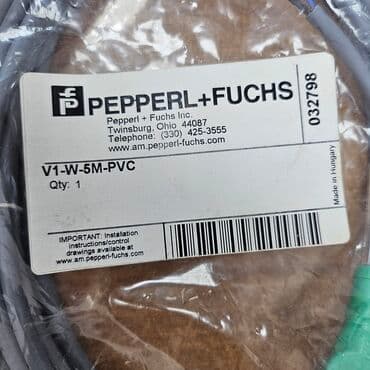 PEPPERL+FUCHS
Pepperl + Fuchs Inc.
Twinsburg, Ohio 44087
Telephone: (330) 425-3555
www.am.pepperl-fuchs.com
032798
V1-W-5M-PVC
Qty: 1
Made in Hungary
IMPORTANT: Installation
instructions/control
drawings available at
www.am.pepperl-fuchs.com